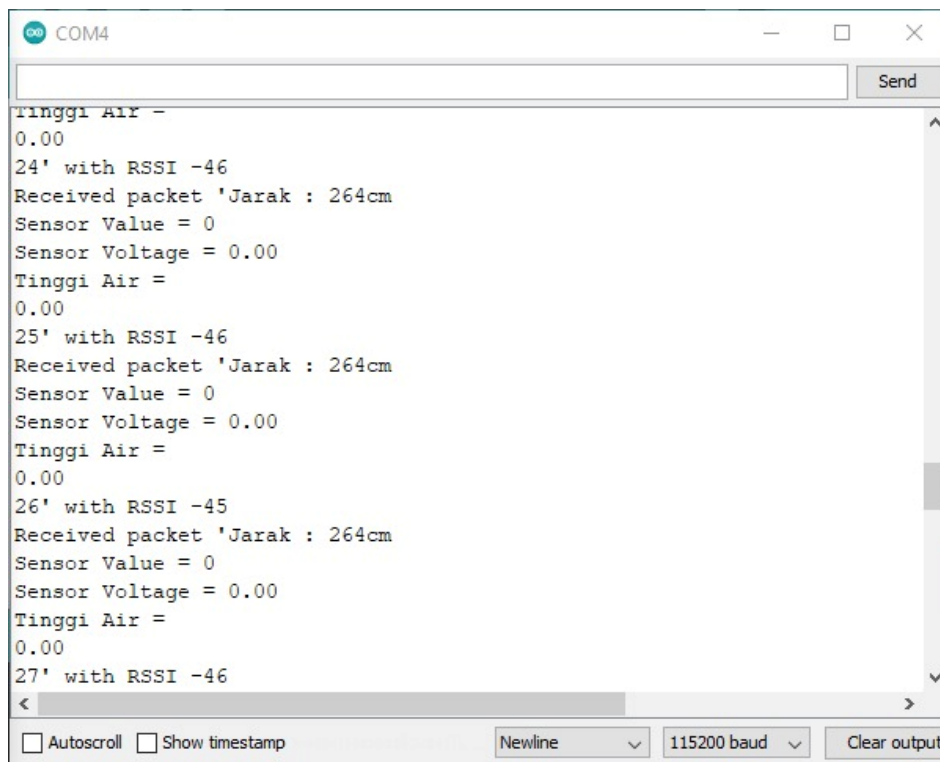 COM4
Send
Tinggi Air =
0.00
24' with RSSI -46
Received packet 'Jarak : 264cm
Sensor Value = 0
Sensor Voltage = 0.00
Tinggi Air =
0.00
25' with RSSI -46
Received packet 'Jarak : 264cm
Sensor Value = 0
Sensor Voltage = 0.00
Tinggi Air =
0.00
26' with RSSI -45
Received packet 'Jarak : 264cm
Sensor Value = 0
Sensor Voltage = 0.00
Tinggi Air =
0.00
27' with RSSI -46
Autoscroll Show timestamp Newline 115200 baud Clear output